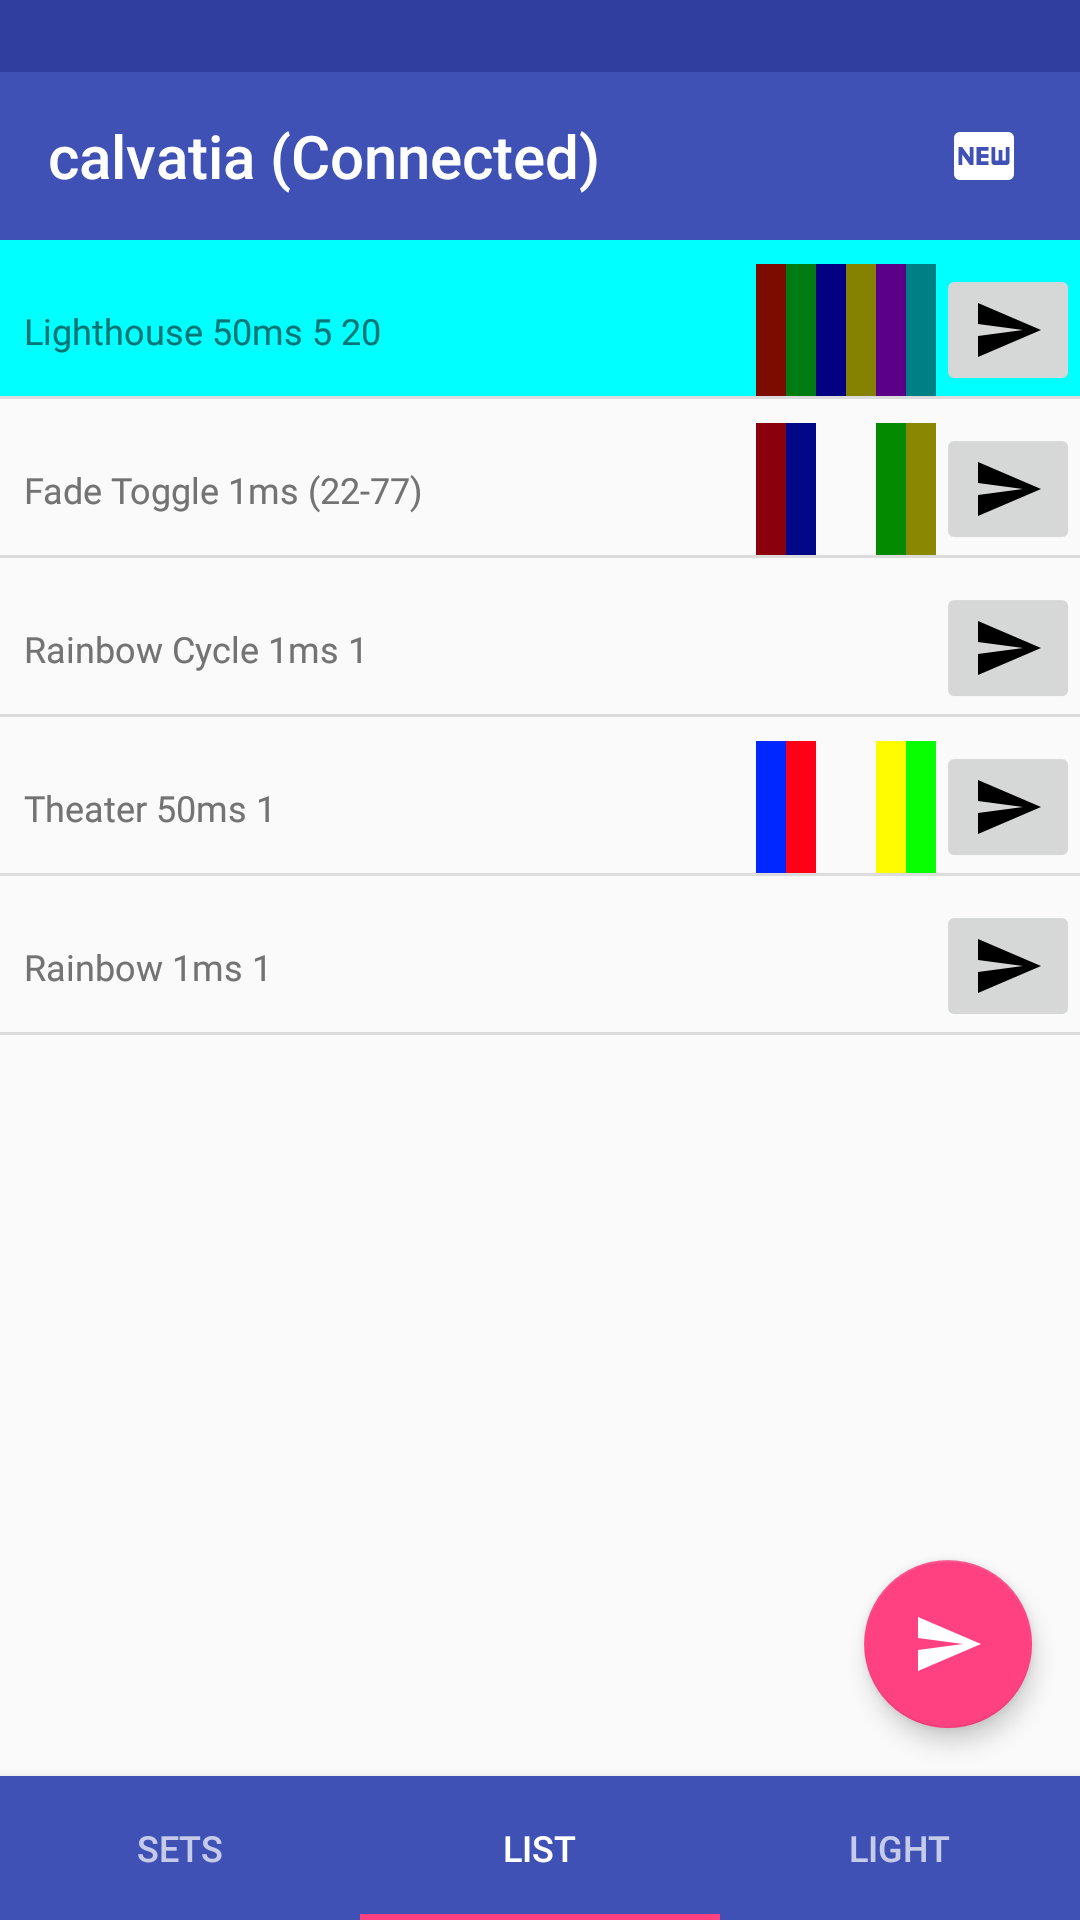 calvatia (Connected)
NEW
Lighthouse 50ms 5 20
Fade Toggle 1ms (22-77)
Rainbow Cycle 1ms 1
Theater 50ms 1
Rainbow 1ms 1
SETS
LIST
LIGHT